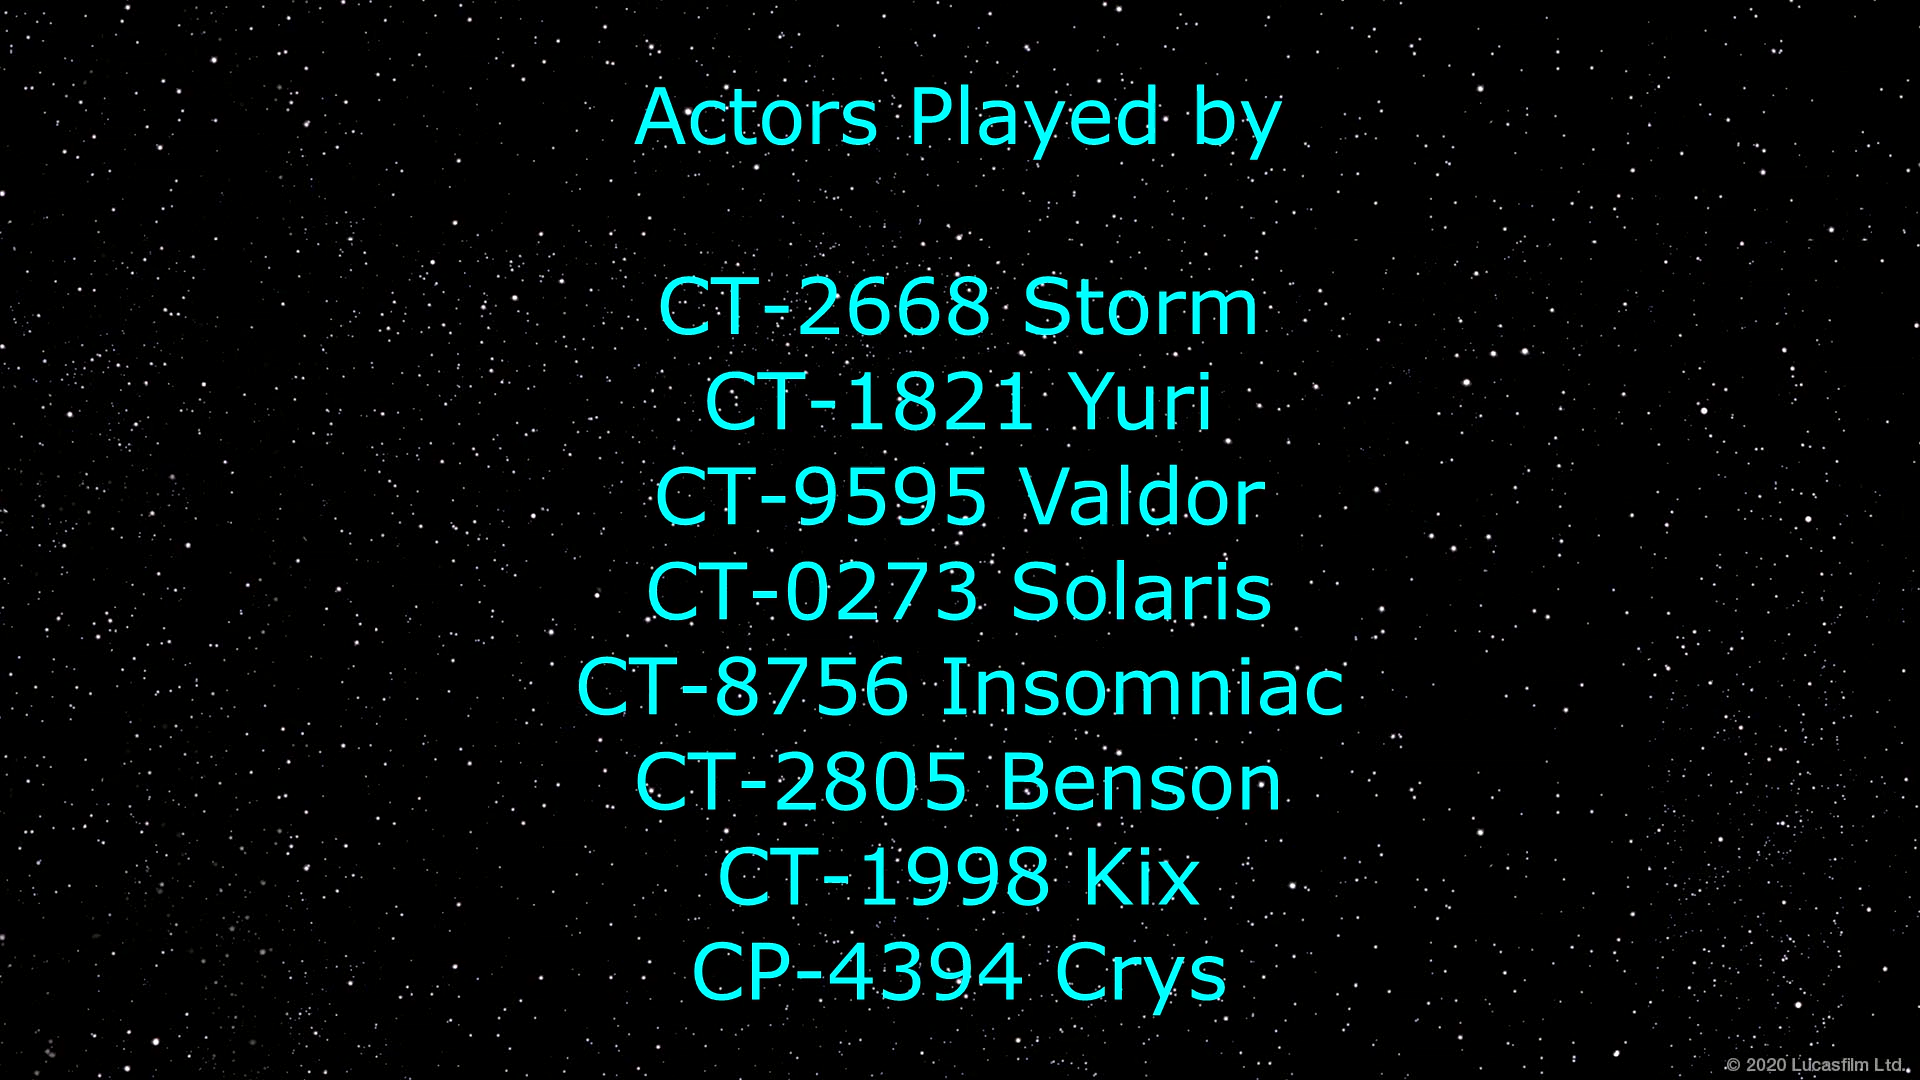 Actors Played by
CT-2668 Storm
CT-1821 Yuri
CT-9595 Valdor
CT-0273 Solaris
CT-8756 Insomniac
CT-2805 Benson
CT-1998 Kix
CP-4394 Crys
© 2020 Lucasfilm Ltd.